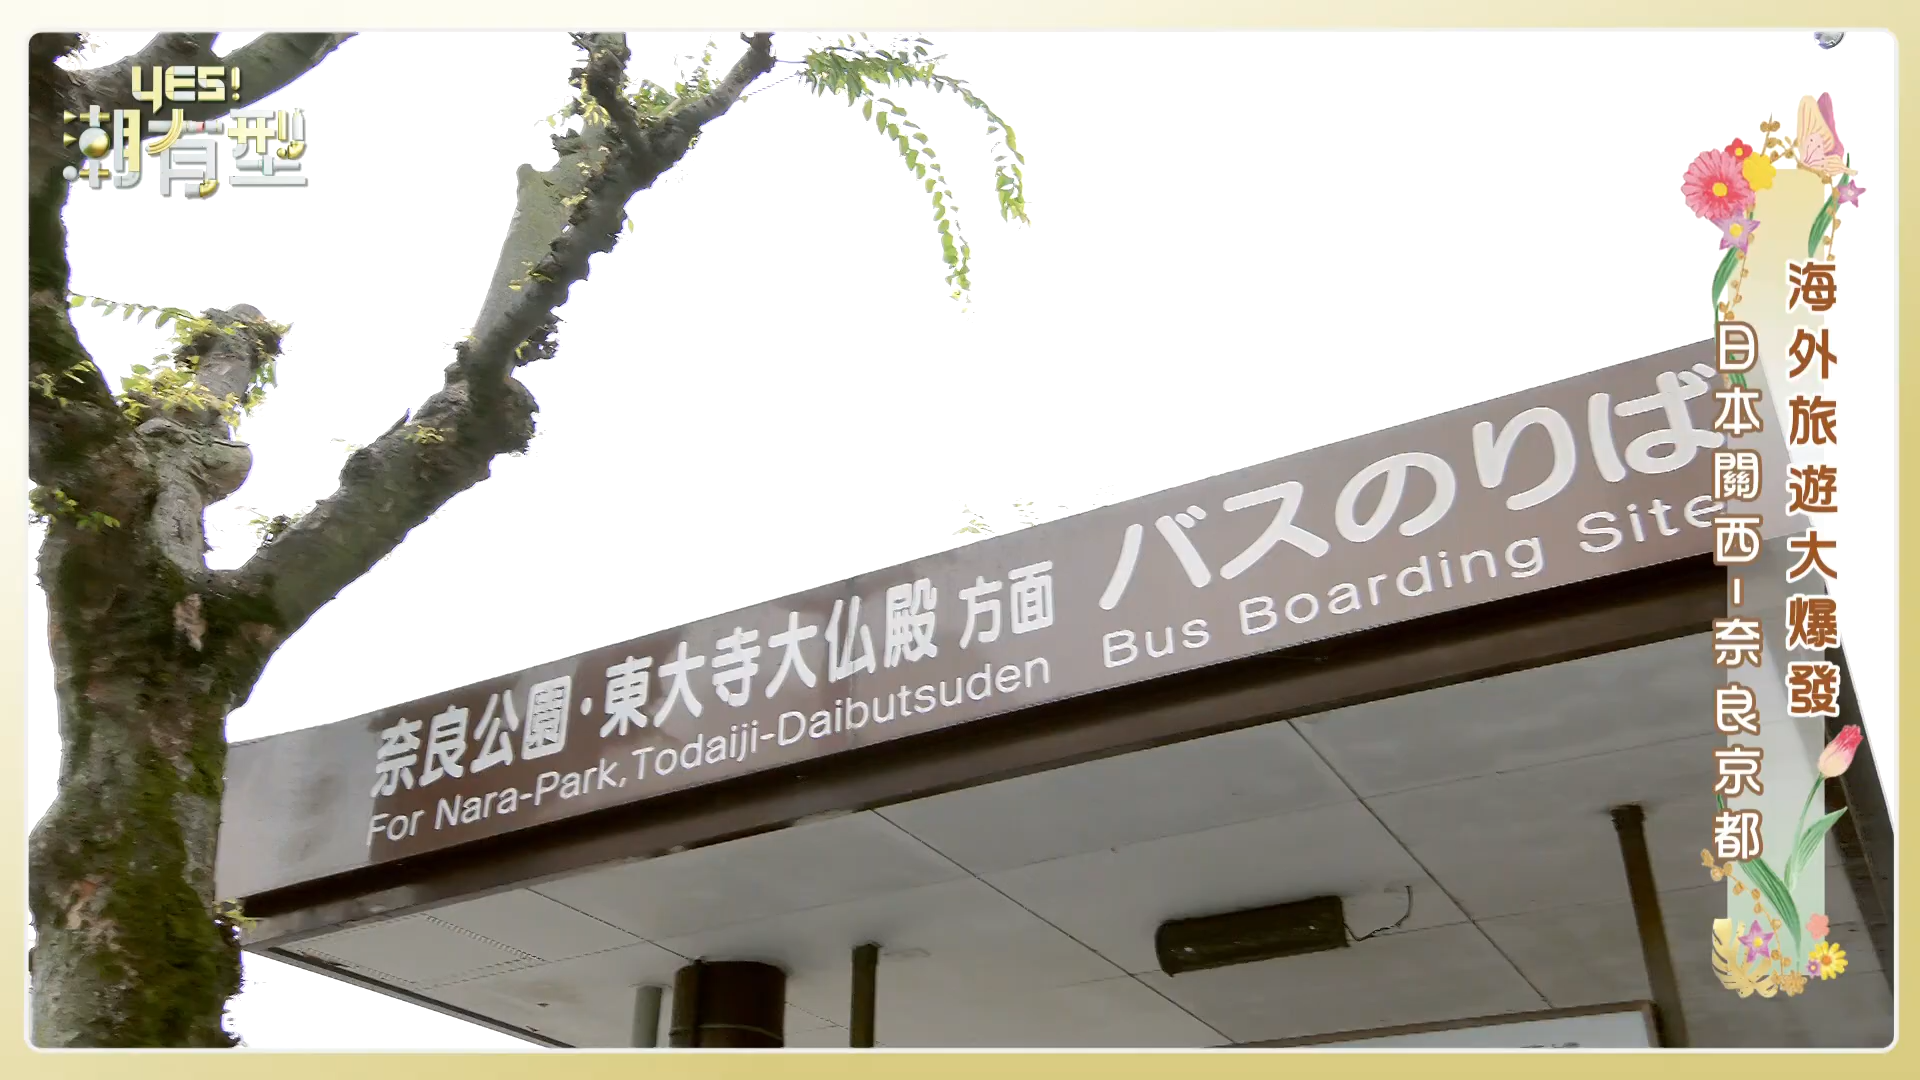 YES!
潮有型
海外旅遊大爆發
日本關西-奈良京都
奈良公園・東大寺大仏殿 方面 バスのりば
For Nara-Park, Todaiji-Daibutsuden Bus Boarding Site